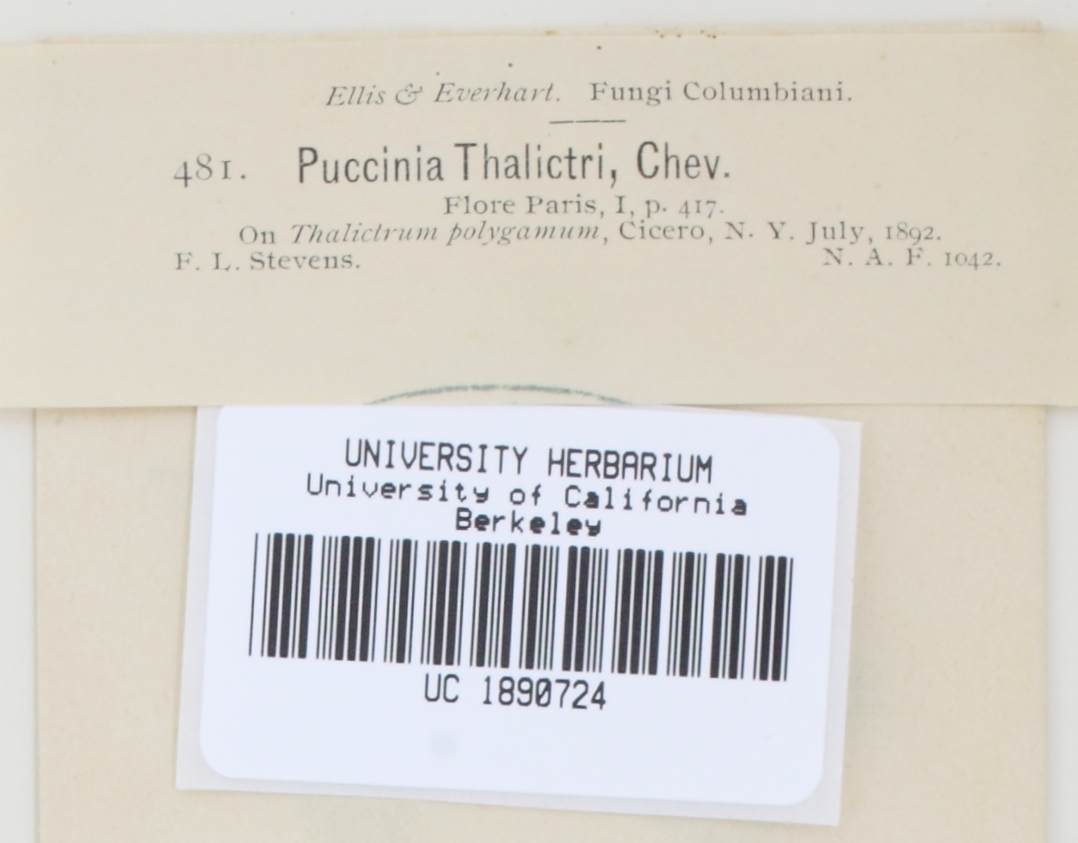 Ellis & Everhart. Fungi Columbiani.
481. Puccinia Thalictri, Chev.
Flore Paris, I, p. 417.
On Thalictrum polygamum, Cicero, N. Y. July, 1892.
F. L. Stevens. N. A. F. 1042.
UNIVERSITY HERBARIUM
University of California
Berkeley
UC 1890724